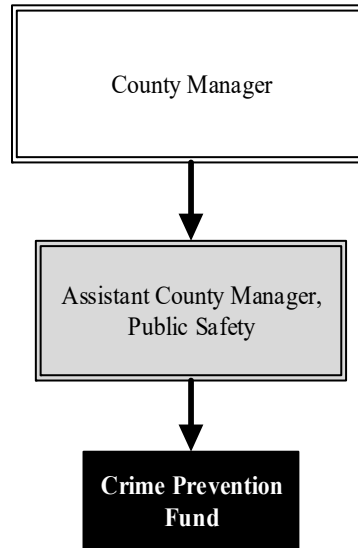 County Manager
Assistant County Manager,
Public Safety
Crime Prevention
Fund